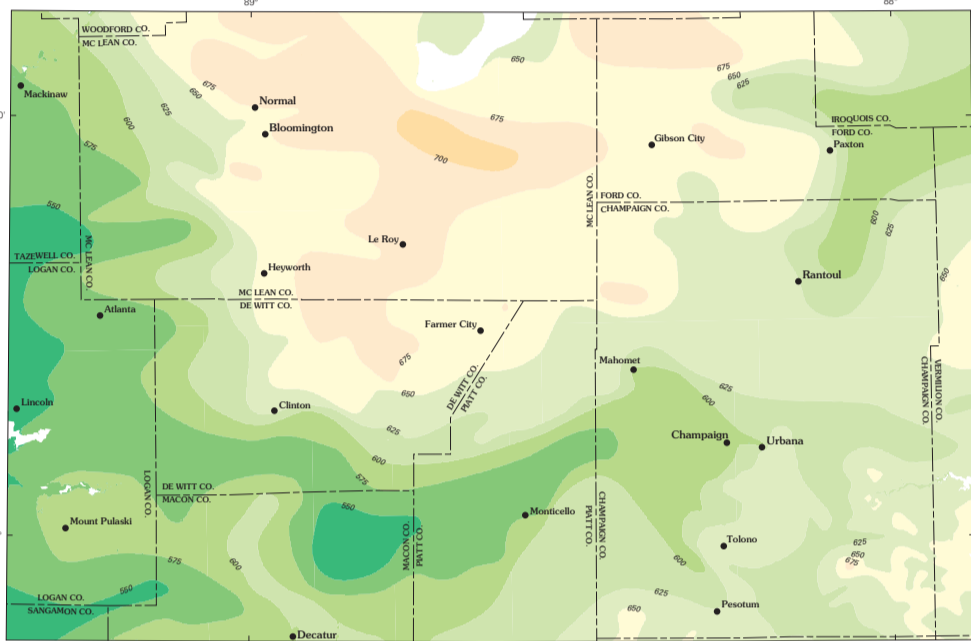 89°
88°
0'
WOODFORD CO.
MC LEAN CO.
650
675
650
625
675
650
625
Mackinaw
Normal
600
675
IROQUOIS CO.
FORD CO.
Bloomington
Gibson City
Paxton
575
700
MC LEAN CO.
FORD CO.
CHAMPAIGN CO.
550
600
625
Le Roy
MC LEAN CO.
TAZEWELL CO.
LOGAN CO.
Heyworth
Rantoul
650
MC LEAN CO.
DE WITT CO.
Atlanta
Farmer City
675
Mahomet
DE WITT CO.
PIATT CO.
VERMILION CO.
CHAMPAIGN CO.
650
625
600
Lincoln
Clinton
625
Champaign
Urbana
600
575
LOGAN CO.
DE WITT CO.
MACON CO.
550
Monticello
CHAMPAIGN CO.
PIATT CO.
Mount Pulaski
MACON CO.
PIATT CO.
Tolono
625
650
675
575
600
600
550
625
LOGAN CO.
SANGAMON CO.
650
Pesotum
Decatur